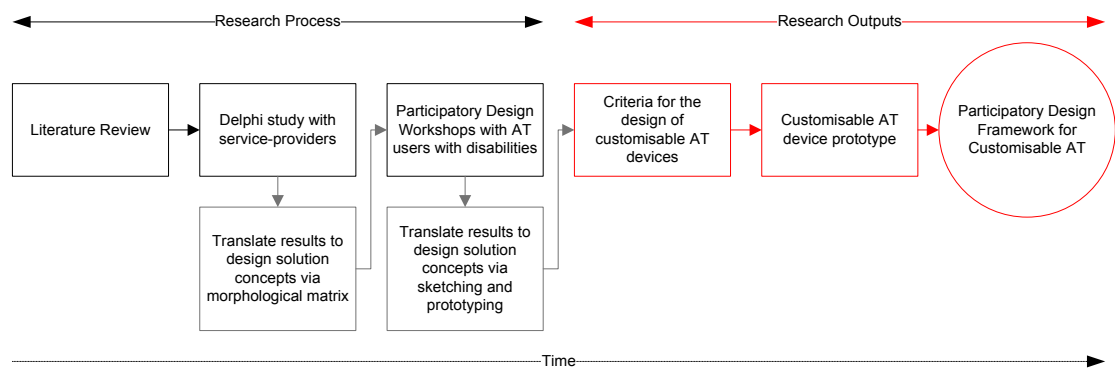 Research Process
Research Outputs
Literature Review
Delphi study with
service-providers
Participatory Design
Workshops with AT
users with disabilities
Criteria for the
design of
customisable AT
devices
Customisable AT
device prototype
Participatory Design
Framework for
Customisable AT
Translate results to
design solution
concepts via
morphological matrix
Translate results to
design solution
concepts via
sketching and
prototyping
Time